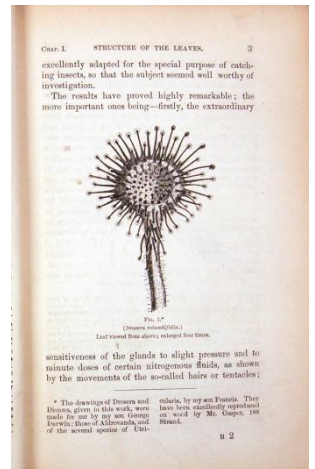 CHAP. I. STRUCTURE OF THE LEAVES. 3
excellently adapted for the special purpose of catch-
ing insects, so that the subject seemed well worthy of
investigation.
The results have proved highly remarkable; the
more important ones being—firstly, the extraordinary
FIG. 1.*
(Drosera rotundifolia.)
Leaf viewed from above; enlarged four times.
sensitiveness of the glands to slight pressure and to
minute doses of certain nitrogenous fluids, as shown
by the movements of the so-called hairs or tentacles;
* The drawings of Drosera and
Dionæa, given in this work, were
made for me by my son George
Darwin; those of Aldrovanda, and
of the several species of Utri-
cularia, by my son Francis. They
have been excellently reproduced
on wood by Mr. Cooper, 188
Strand.
B 2